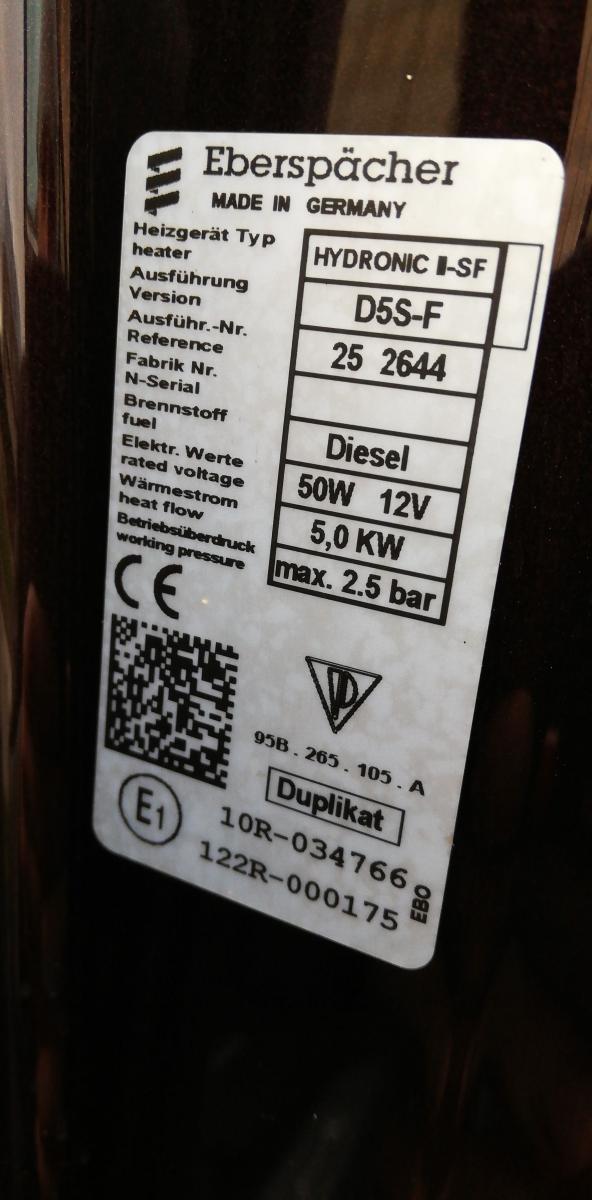 Eberspächer
MADE IN GERMANY
Heizgerät Typ
heater
HYDRONIC II-SF
Ausführung
Version
D5S-F
Ausführ.-Nr.
Reference
25 2644
Fabrik Nr.
N-Serial
Brennstoff
fuel
Diesel
Elektr. Werte
rated voltage
50W 12V
Wärmestrom
heat flow
5,0 KW
Betriebsüberdruck
working pressure
max. 2.5 bar
CE
95B.265.105.A
Duplikat
E1
10R-034766
122R-000175
EBO